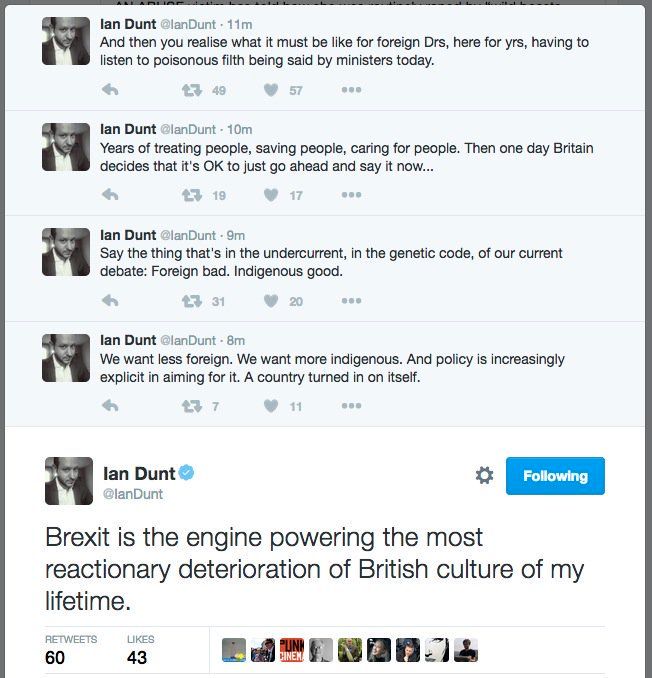 Ian Dunt @IanDunt · 11m
And then you realise what it must be like for foreign Drs, here for yrs, having to
listen to poisonous filth being said by ministers today.
49 57
Ian Dunt @IanDunt · 10m
Years of treating people, saving people, caring for people. Then one day Britain
decides that it's OK to just go ahead and say it now...
19 17
Ian Dunt @IanDunt · 9m
Say the thing that's in the undercurrent, in the genetic code, of our current
debate: Foreign bad. Indigenous good.
31 20
Ian Dunt @IanDunt · 8m
We want less foreign. We want more indigenous. And policy is increasingly
explicit in aiming for it. A country turned in on itself.
7 11
Ian Dunt
@IanDunt
Following
Brexit is the engine powering the most
reactionary deterioration of British culture of my
lifetime.
RETWEETS LIKES
60 43
PUNK
CINEMA